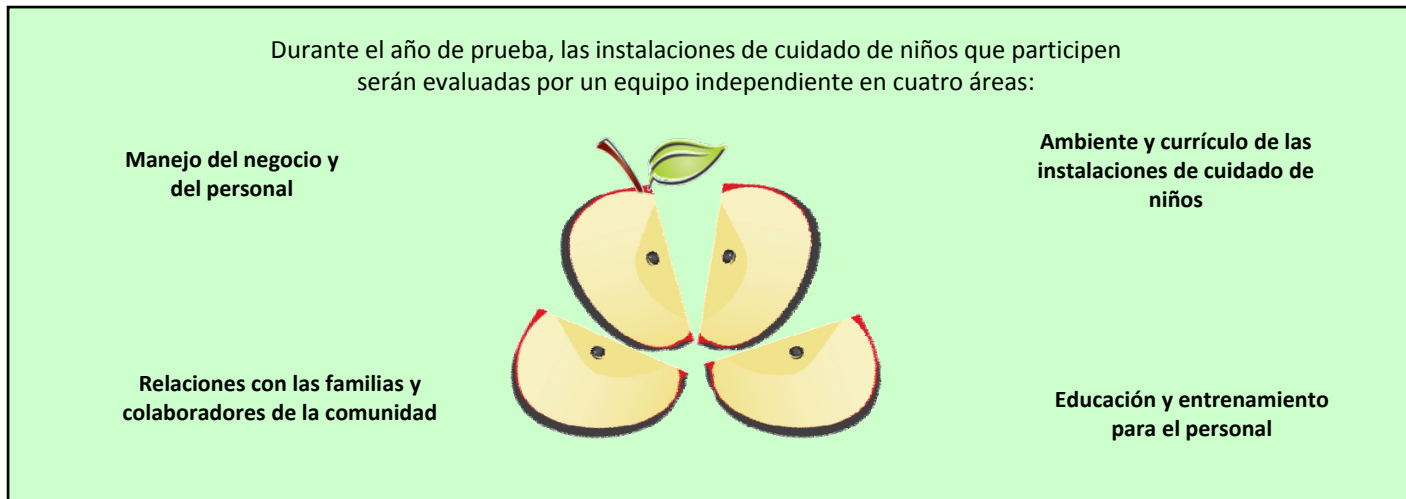 Durante el año de prueba, las instalaciones de cuidado de niños que participen
serán evaluadas por un equipo independiente en cuatro áreas:
Manejo del negocio y
del personal
Ambiente y currículo de las
instalaciones de cuidado de
niños
Relaciones con las familias y
colaboradores de la comunidad
Educación y entrenamiento
para el personal